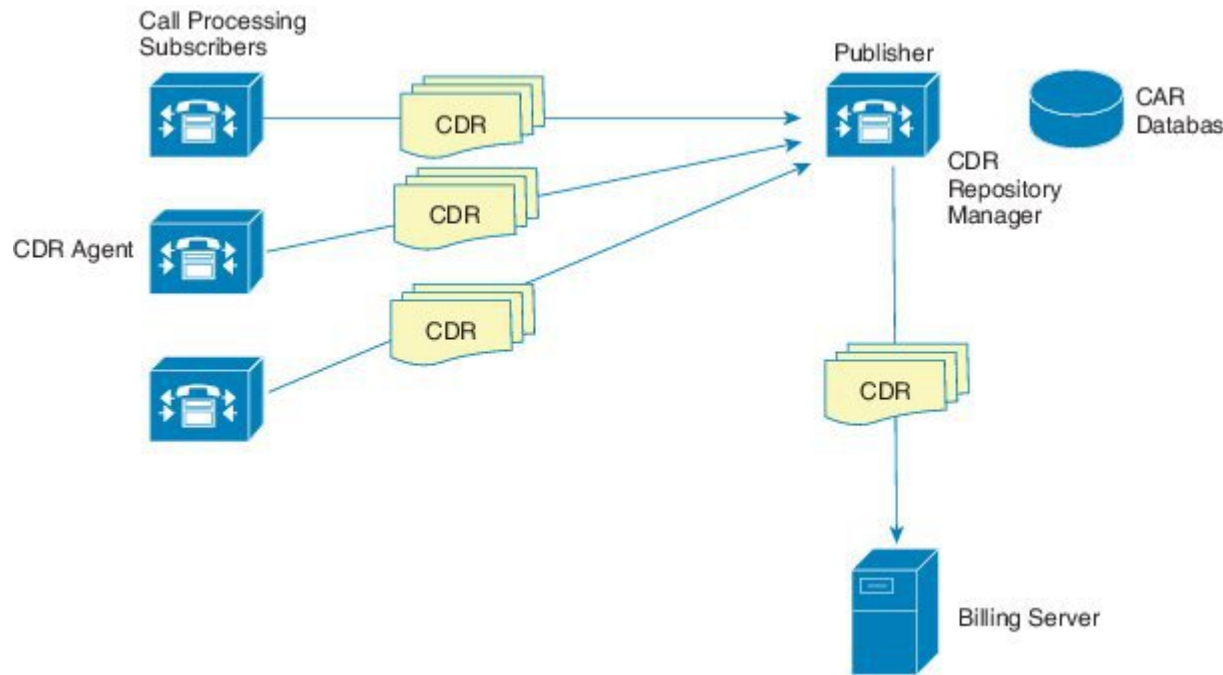 Call Processing
Subscribers
Publisher
CAR
Databas
CDR
CDR
CDR
Repository
Manager
CDR Agent
CDR
CDR
Billing Server